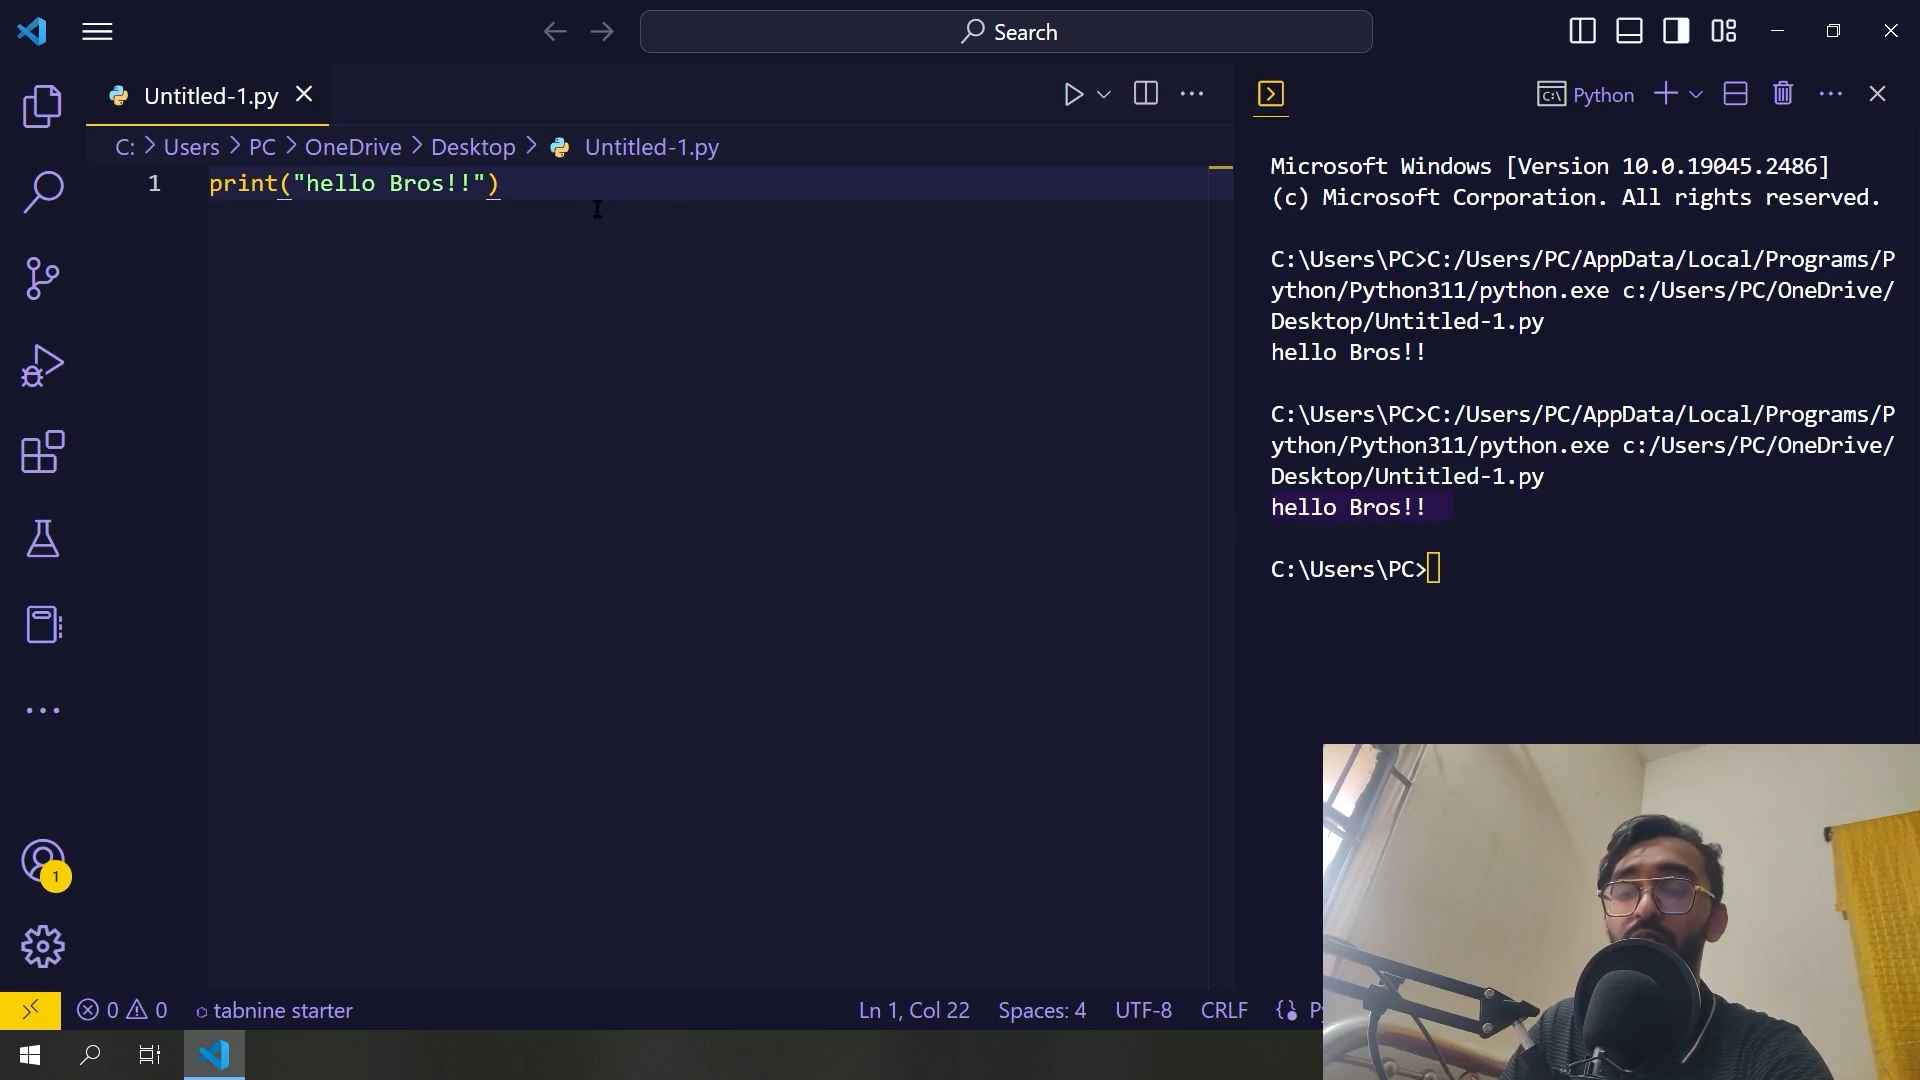 Search
Untitled-1.py
Python
C: > Users > PC > OneDrive > Desktop > Untitled-1.py
1 print("hello Bros!!")
Microsoft Windows [Version 10.0.19045.2486]
(c) Microsoft Corporation. All rights reserved.
C:\Users\PC>C:/Users/PC/AppData/Local/Programs/P
ython/Python311/python.exe c:/Users/PC/OneDrive/
Desktop/Untitled-1.py
hello Bros!!
C:\Users\PC>C:/Users/PC/AppData/Local/Programs/P
ython/Python311/python.exe c:/Users/PC/OneDrive/
Desktop/Untitled-1.py
hello Bros!!
C:\Users\PC>
1
0 0 tabnine starter
Ln 1, Col 22 Spaces: 4 UTF-8 CRLF